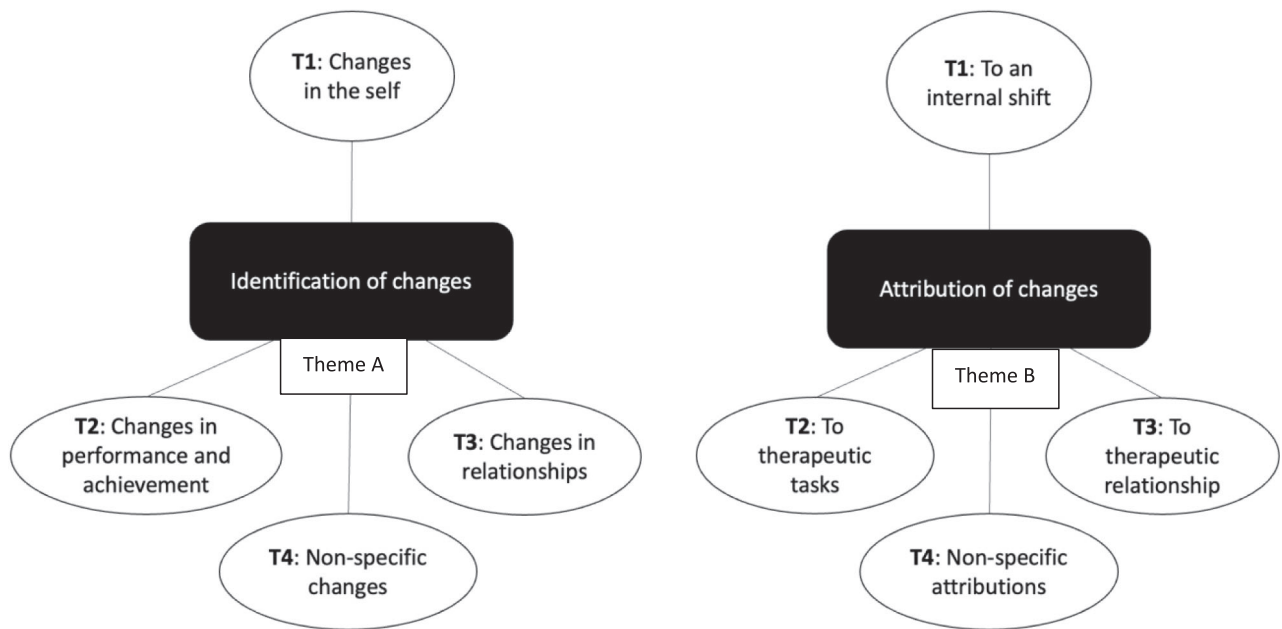 T1: Changes
in the self
Identification of changes
Theme A
T2: Changes in
performance and
achievement
T3: Changes in
relationships
T4: Non-specific
changes
T1: To an
internal shift
Attribution of changes
Theme B
T2: To
therapeutic
tasks
T3: To
therapeutic
relationship
T4: Non-specific
attributions